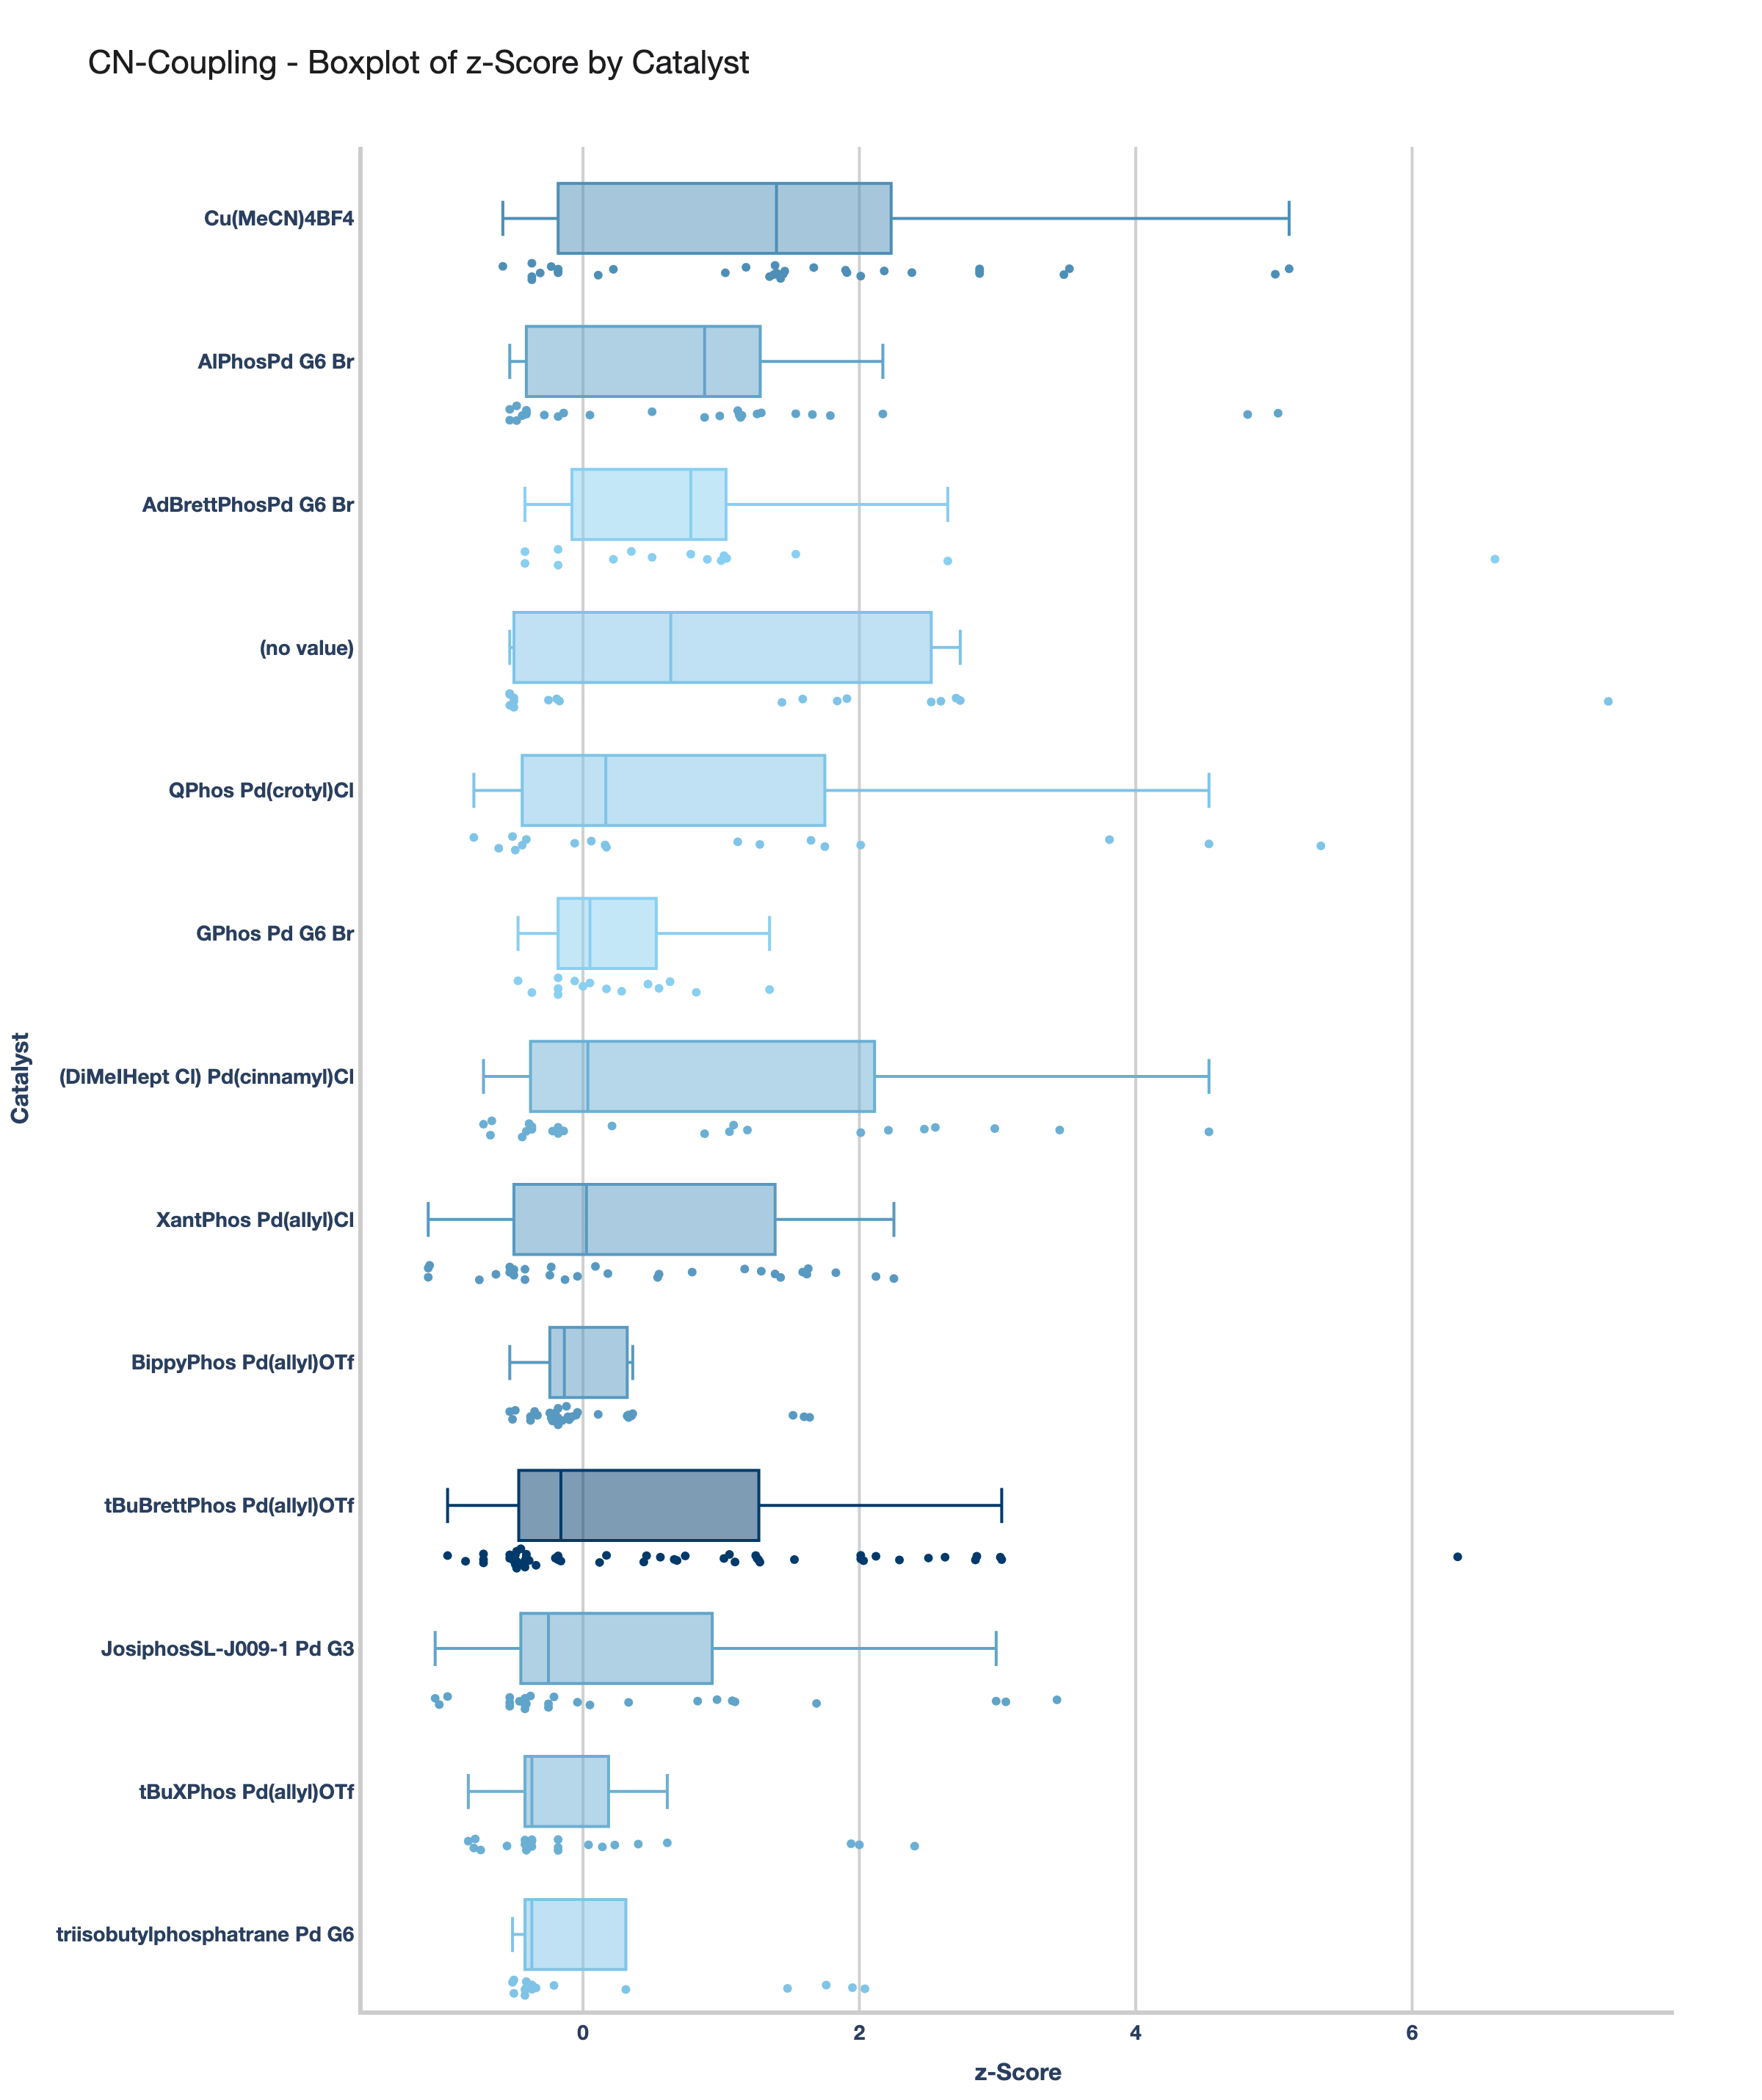 CN-Coupling - Boxplot of z-Score by Catalyst
Cu(MeCN)4BF4
AlPhosPd G6 Br
AdBrettPhosPd G6 Br
(no value)
QPhos Pd(crotyl)Cl
GPhos Pd G6 Br
(DiMeIHept Cl) Pd(cinnamyl)Cl
XantPhos Pd(allyl)Cl
BippyPhos Pd(allyl)OTf
tBuBrettPhos Pd(allyl)OTf
JosiphosSL-J009-1 Pd G3
tBuXPhos Pd(allyl)OTf
triisobutylphosphatrane Pd G6
Catalyst
0 2 4 6
z-Score